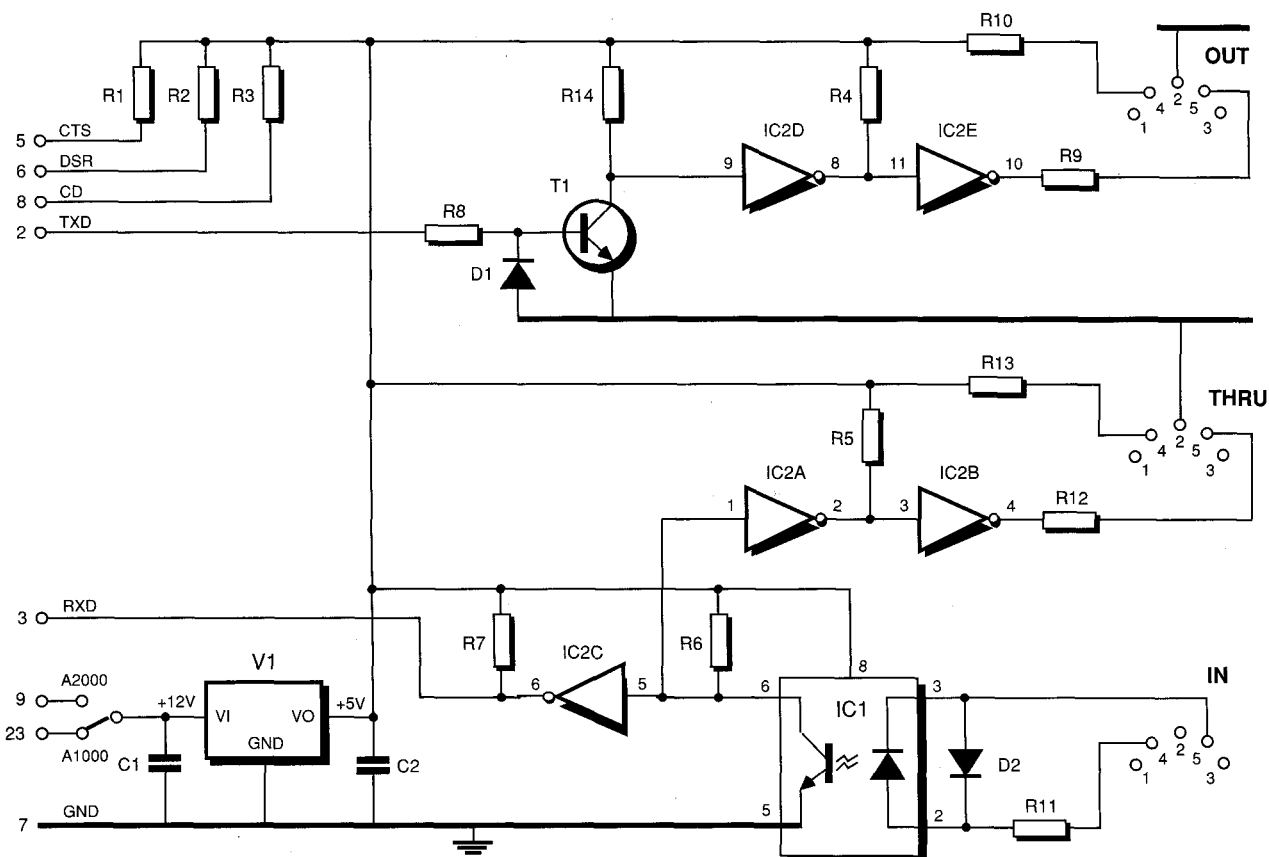 R10
OUT
R1
R2
R3
R14
R4
4
2
5
1
3
5
CTS
6
DSR
8
CD
2
TXD
IC2D
9
8
11
IC2E
10
R9
T1
R8
D1
R13
THRU
R5
4
2
5
1
3
IC2A
1
2
3
IC2B
4
R12
3
RXD
R7
IC2C
R6
6
5
6
8
V1
IN
9
A2000
23
A1000
+12V
VI
VO
GND
+5V
IC1
3
D2
4
2
5
1
3
C1
C2
R11
7
GND
5
2